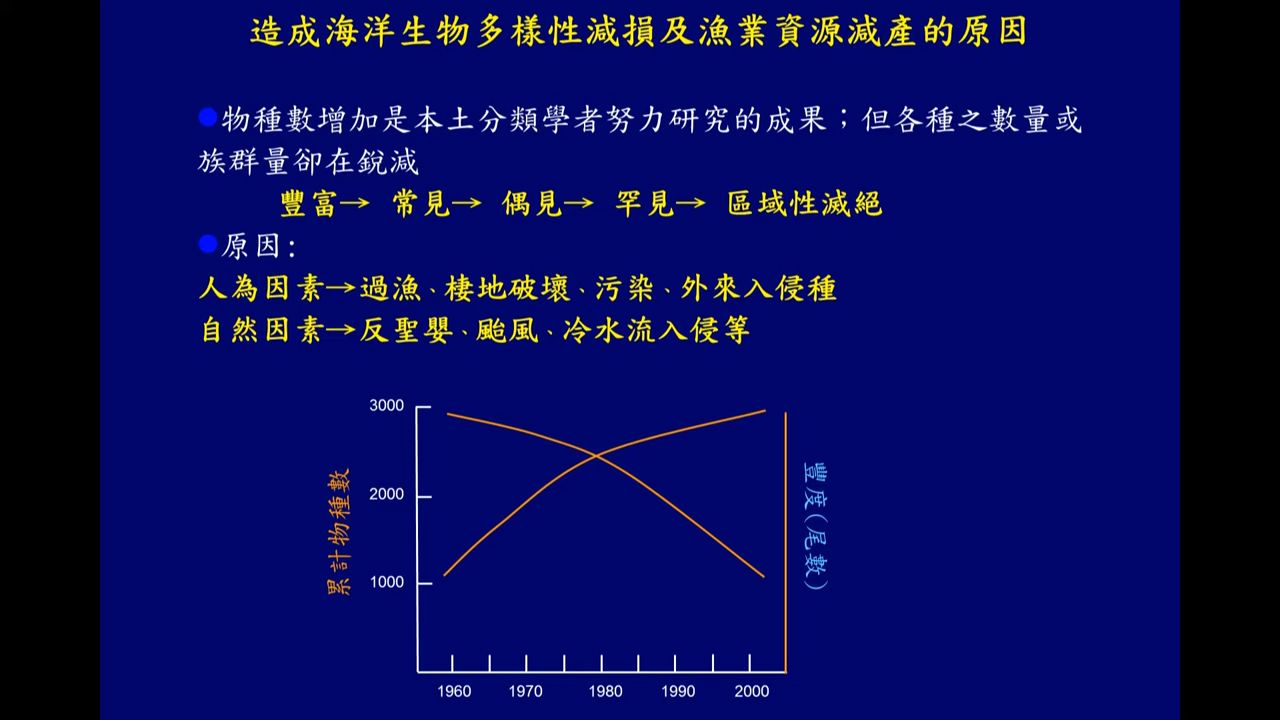 造成海洋生物多樣性減損及漁業資源減產的原因
物種數增加是本土分類學者努力研究的成果；但各種之數量或
族群量卻在銳減
豐富→ 常見→ 偶見→ 罕見→ 區域性滅絕
原因:
人為因素→過漁、棲地破壞、污染、外來入侵種
自然因素→反聖嬰、颱風、冷水流入侵等
3000
2000
1000
累計物種數
豐度(尾數)
1960 1970 1980 1990 2000